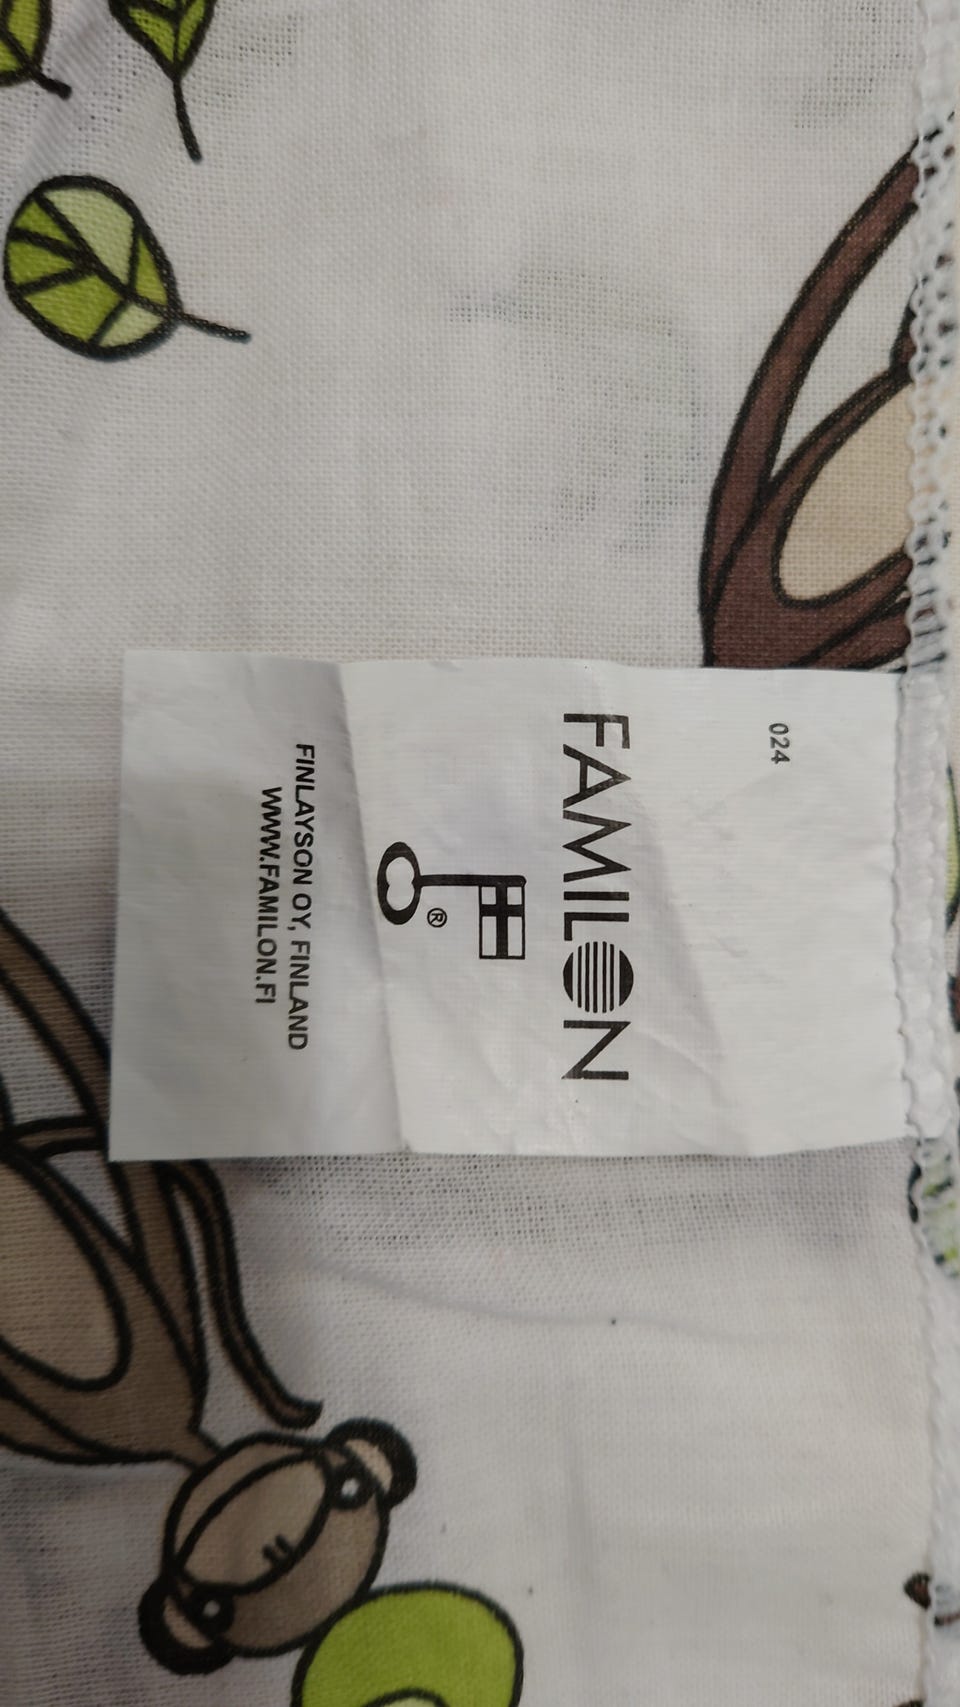 024
FAMILON
®
FINLAYSON OY, FINLAND
WWW.FAMILON.FI